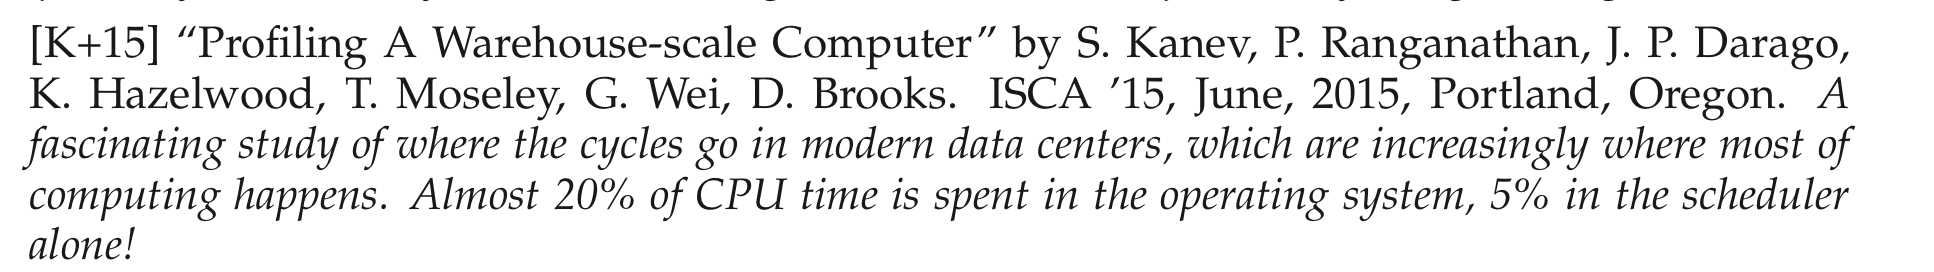 [K+15] “Profiling A Warehouse-scale Computer” by S. Kanev, P. Ranganathan, J. P. Darago,
K. Hazelwood, T. Moseley, G. Wei, D. Brooks. ISCA ’15, June, 2015, Portland, Oregon. A
fascinating study of where the cycles go in modern data centers, which are increasingly where most of
computing happens. Almost 20% of CPU time is spent in the operating system, 5% in the scheduler
alone!